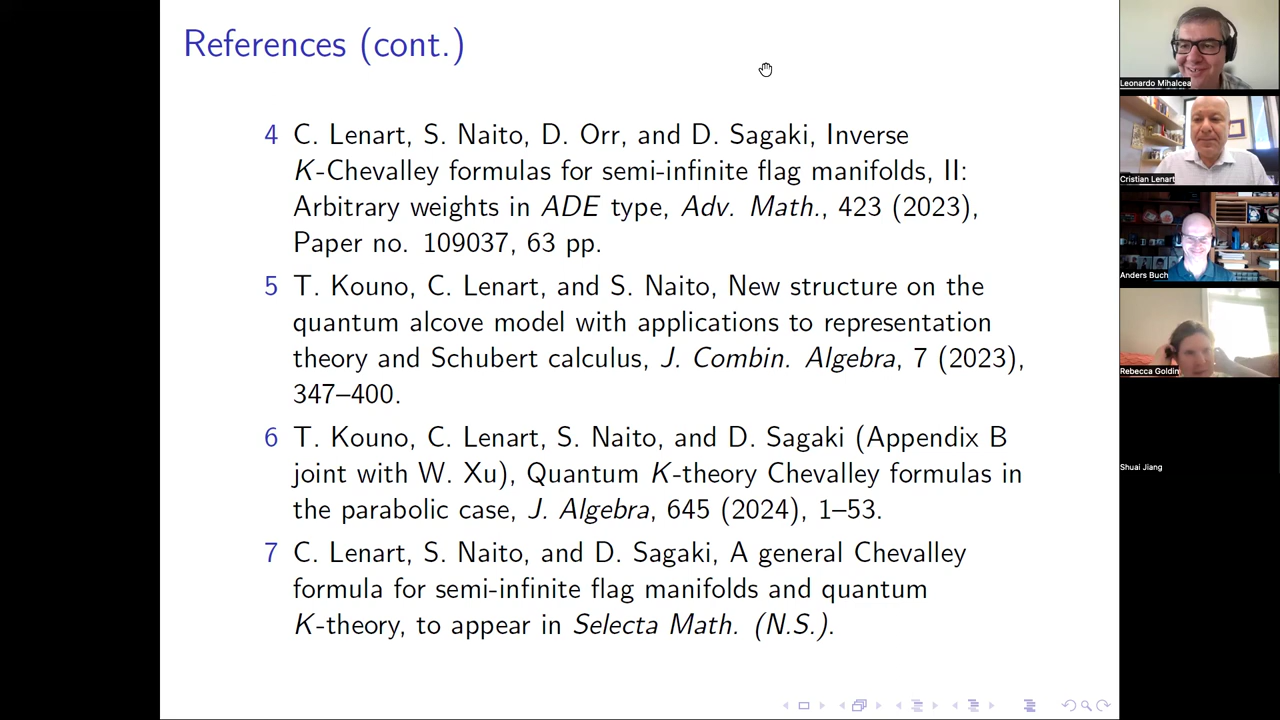 References (cont.)
4 C. Lenart, S. Naito, D. Orr, and D. Sagaki, Inverse
K-Chevalley formulas for semi-infinite flag manifolds, II:
Arbitrary weights in ADE type, Adv. Math., 423 (2023),
Paper no. 109037, 63 pp.
5 T. Kouno, C. Lenart, and S. Naito, New structure on the
quantum alcove model with applications to representation
theory and Schubert calculus, J. Combin. Algebra, 7 (2023),
347–400.
6 T. Kouno, C. Lenart, S. Naito, and D. Sagaki (Appendix B
joint with W. Xu), Quantum K-theory Chevalley formulas in
the parabolic case, J. Algebra, 645 (2024), 1–53.
7 C. Lenart, S. Naito, and D. Sagaki, A general Chevalley
formula for semi-infinite flag manifolds and quantum
K-theory, to appear in Selecta Math. (N.S.).
Leonardo Mihalcea
Cristian Lenart
Anders Buch
Rebecca Goldin
Shuai Jiang